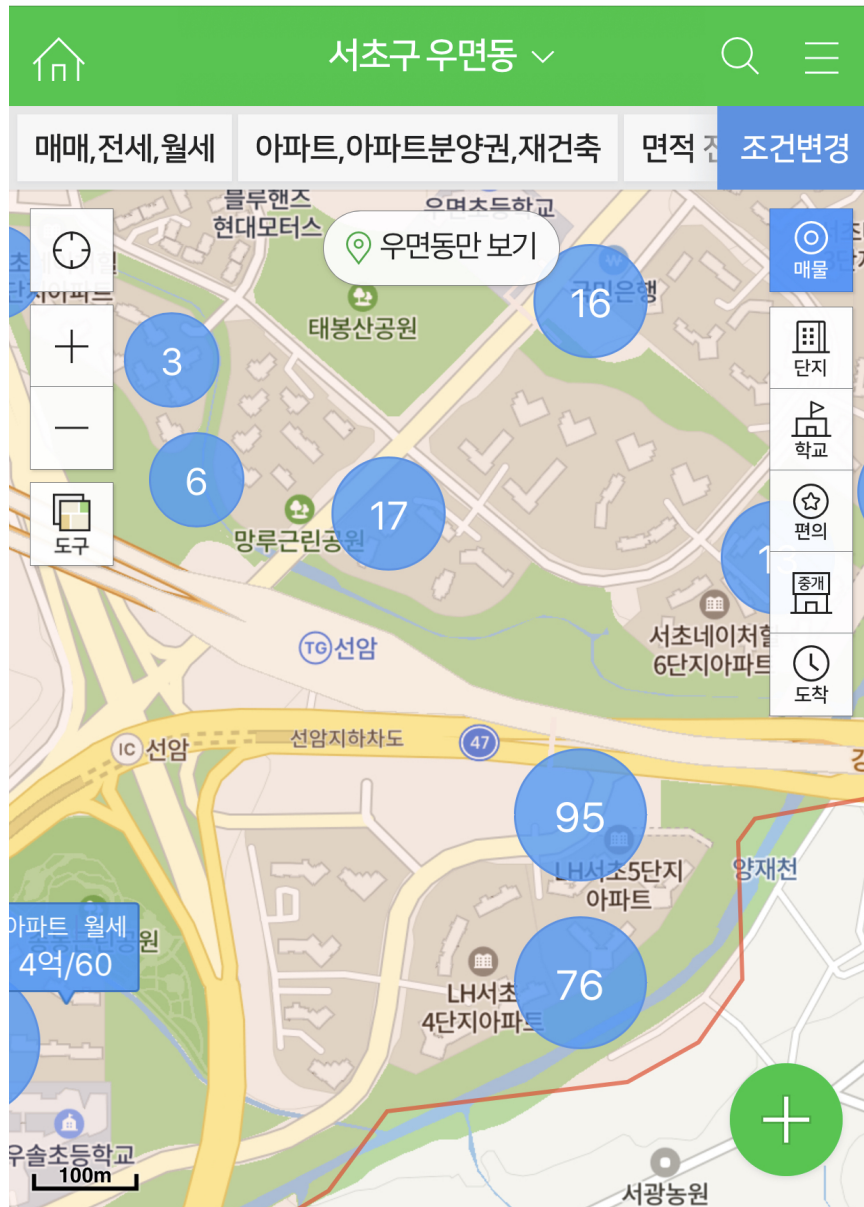 서초구 우면동
매매,전세,월세
아파트,아파트분양권,재건축
면적
조건변경
블루핸즈
현대모터스
우면초등학교
우면동만 보기
매물
16
태봉산공원
3
단지
학교
6
17
편의
망루근린공원
도구
중개
서초네이처힐
6단지아파트
TG 선암
도착
IC 선암
선암지하차도
47
95
LH서초5단지
아파트
양재천
아파트 월세
4억/60
76
LH서초
4단지아파트
우솔초등학교
100m
서광농원